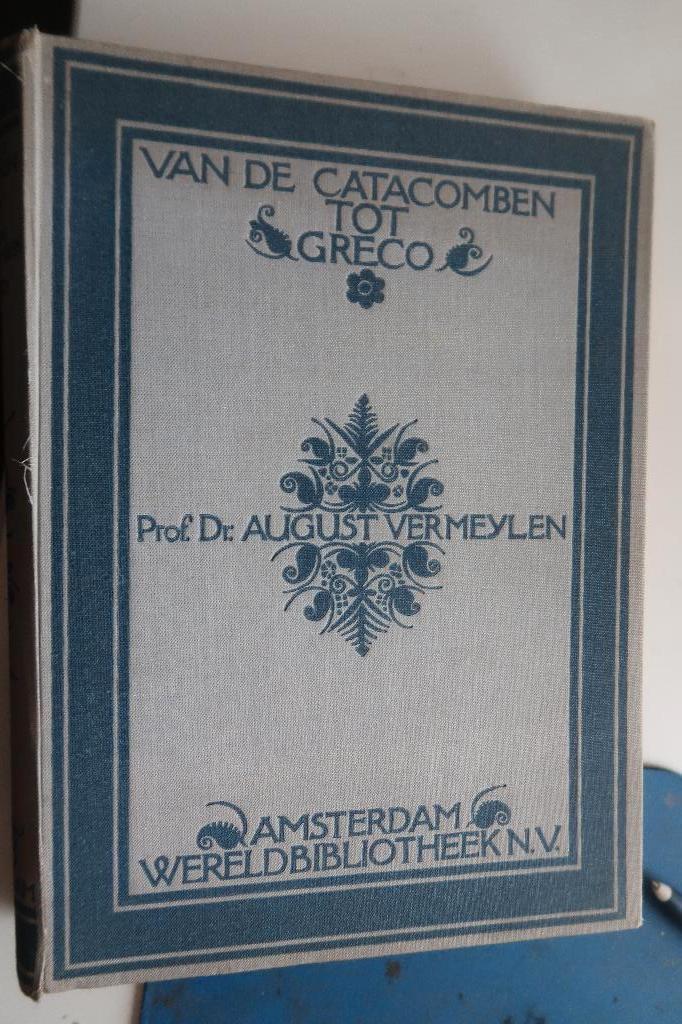 VAN DE CATACOMBEN
TOT
GRECO
Prof. Dr. AUGUST VERMEYLEN
AMSTERDAM
WERELDBIBLIOTHEEK N.V.